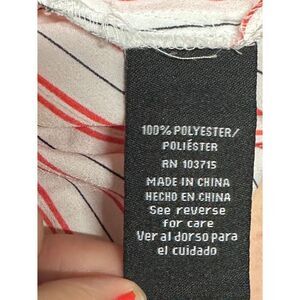 100% POLYESTER/
POLIÉSTER
RN 103715
MADE IN CHINA
HECHO EN CHINA
See reverse
for care
Ver al dorso para
el cuidado